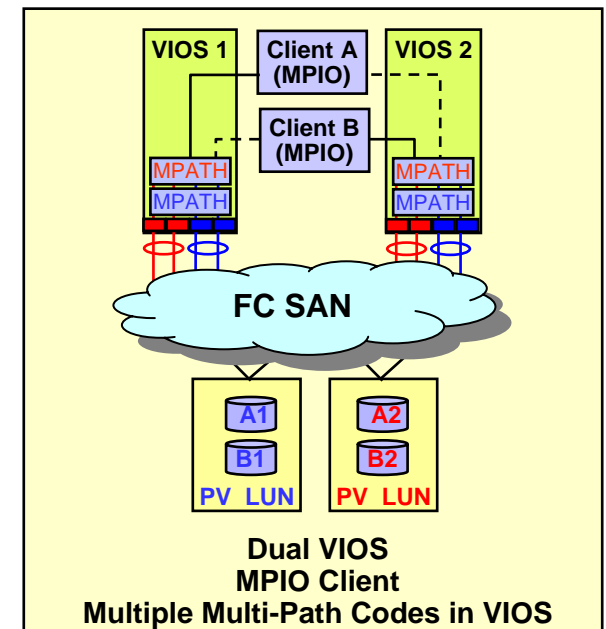 VIOS 1
Client A
(MPIO)
VIOS 2
Client B
(MPIO)
MPATH
MPATH
MPATH
MPATH
FC SAN
A1
B1
PV LUN
A2
B2
PV LUN
Dual VIOS
MPIO Client
Multiple Multi-Path Codes in VIOS